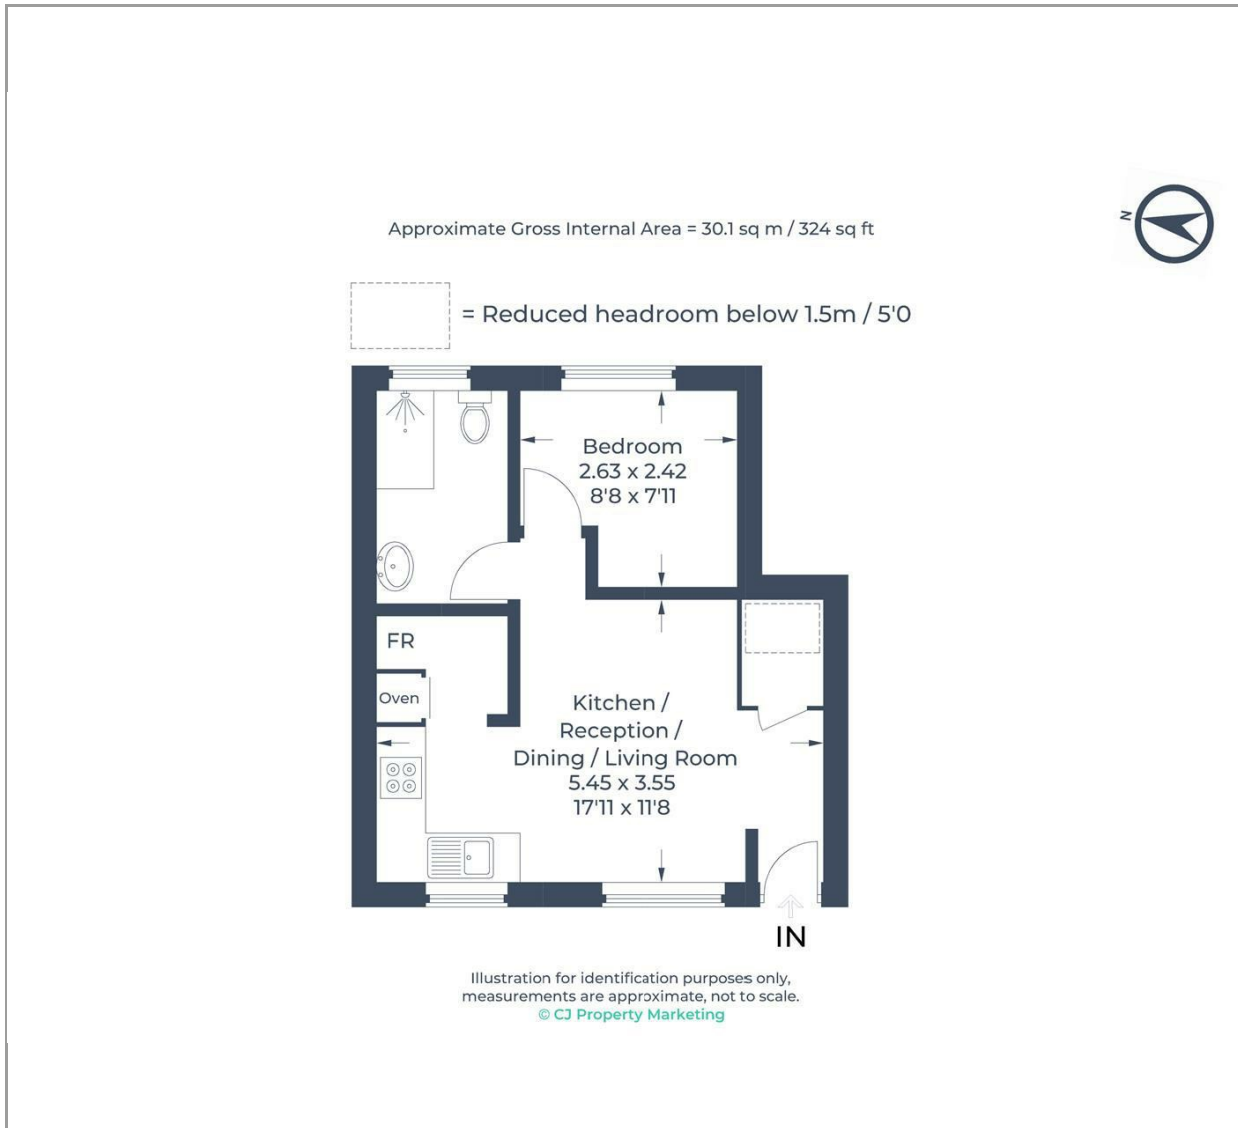 N
Approximate Gross Internal Area = 30.1 sq m / 324 sq ft
= Reduced headroom below 1.5m / 5'0
Bedroom
2.63 x 2.42
8'8 x 7'11
FR
Oven
Kitchen /
Reception /
Dining / Living Room
5.45 x 3.55
17'11 x 11'8
IN
Illustration for identification purposes only,
measurements are approximate, not to scale.
© CJ Property Marketing